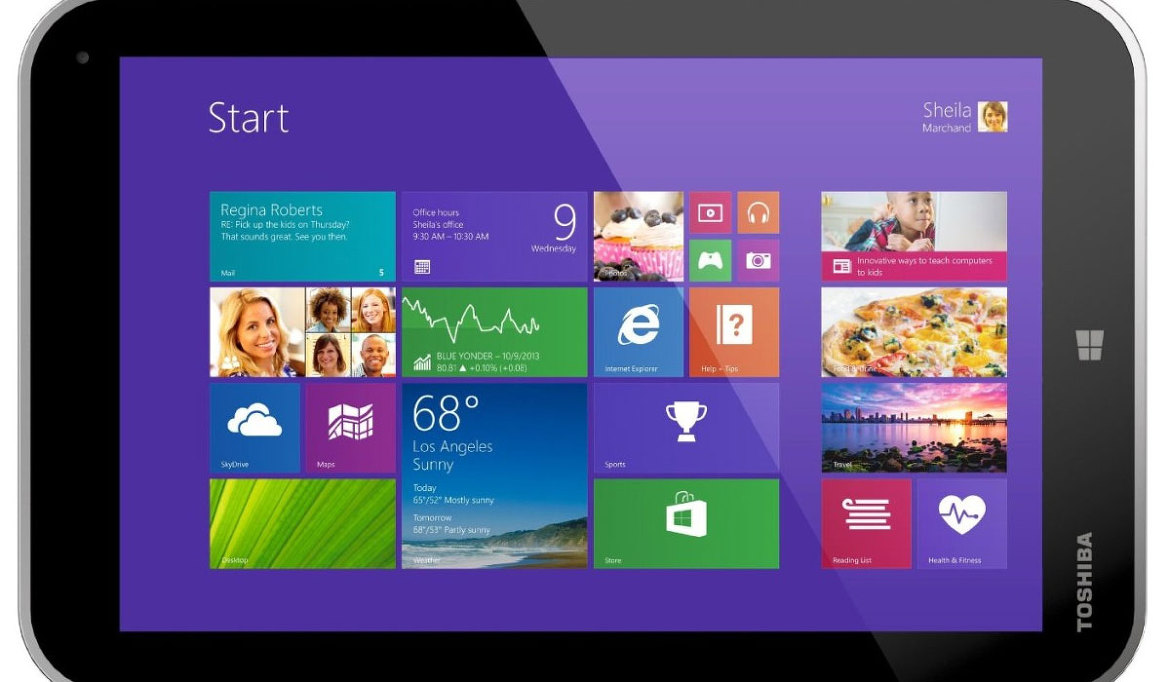 Start
Sheila
Marchand
Regina Roberts
RE: Pick up the kids on Thursday?
That sounds great. See you then.
Mail
5
Office hours
Sheila's office
9:30 AM – 10:30 AM
9
Wednesday
Photos
Innovative ways to teach computers
to kids
BLUE YONDER – 10/9/2013
80.81 ▲ +0.10% (+0.08)
Internet Explorer
Help + Tips
SkyDrive
Maps
68°
Los Angeles
Sunny
Today
65°/52° Mostly sunny
Tomorrow
68°/53° Partly sunny
Weather
Sports
Travel
Desktop
Store
Reading List
Health & Fitness
TOSHIBA